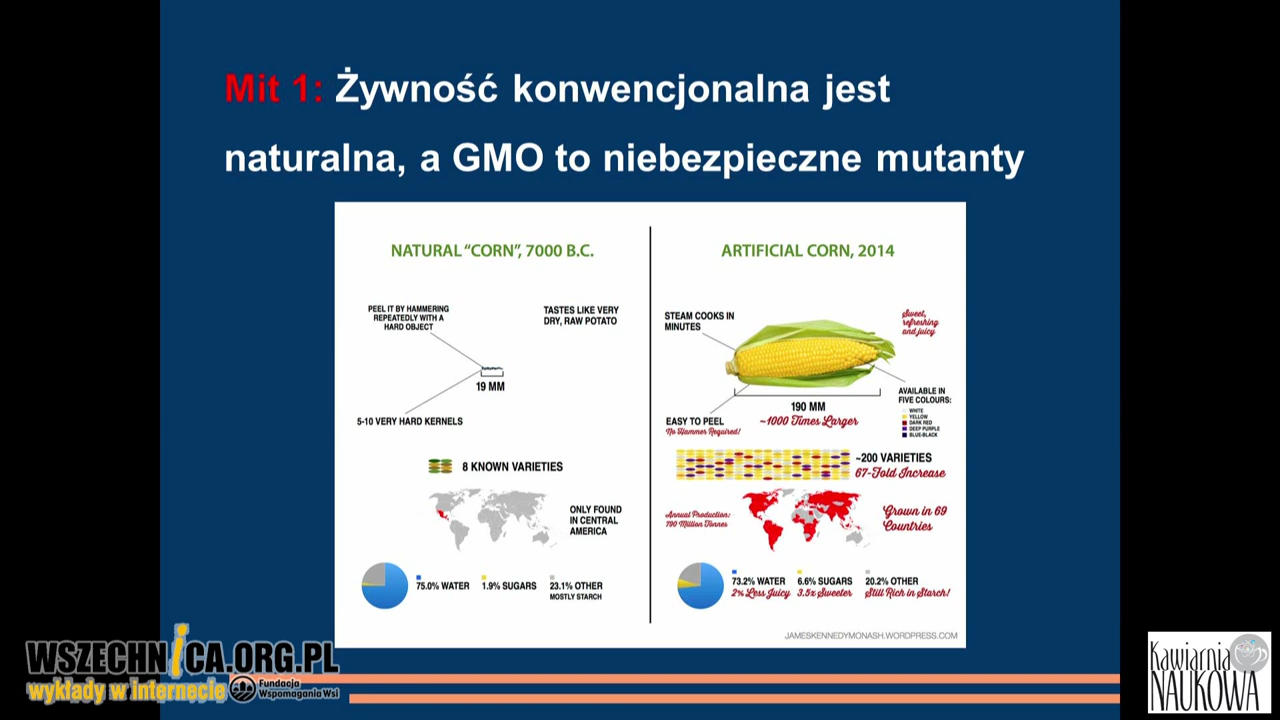 Mit 1: Żywność konwencjonalna jest
naturalna, a GMO to niebezpieczne mutanty
NATURAL “CORN”, 7000 B.C.
PEEL IT BY HAMMERING
REPEATEDLY WITH A
HARD OBJECT
TASTES LIKE VERY
DRY, RAW POTATO
19 MM
5-10 VERY HARD KERNELS
8 KNOWN VARIETIES
ONLY FOUND
IN CENTRAL
AMERICA
75.0% WATER
1.9% SUGARS
23.1% OTHER
MOSTLY STARCH
ARTIFICIAL CORN, 2014
STEAM COOKS IN
MINUTES
Sweet,
refreshing
and juicy
190 MM
~1000 Times Larger
EASY TO PEEL
No Hammer Required!
AVAILABLE IN
FIVE COLOURS:
WHITE
YELLOW
DARK RED
DEEP PURPLE
BLUE-BLACK
~200 VARIETIES
67-Fold Increase
Annual Production:
790 Million Tonnes
Grown in 69
Countries
73.2% WATER
2% Less Juicy
6.6% SUGARS
3.5x Sweeter
20.2% OTHER
Still Rich in Starch!
JAMESKENNEDYMONASH.WORDPRESS.COM
WSZECHNICA.ORG.PL
wykłady w internecie
Fundacja
Wspomagania Wsi
Kawiarnia
NAUKOWA